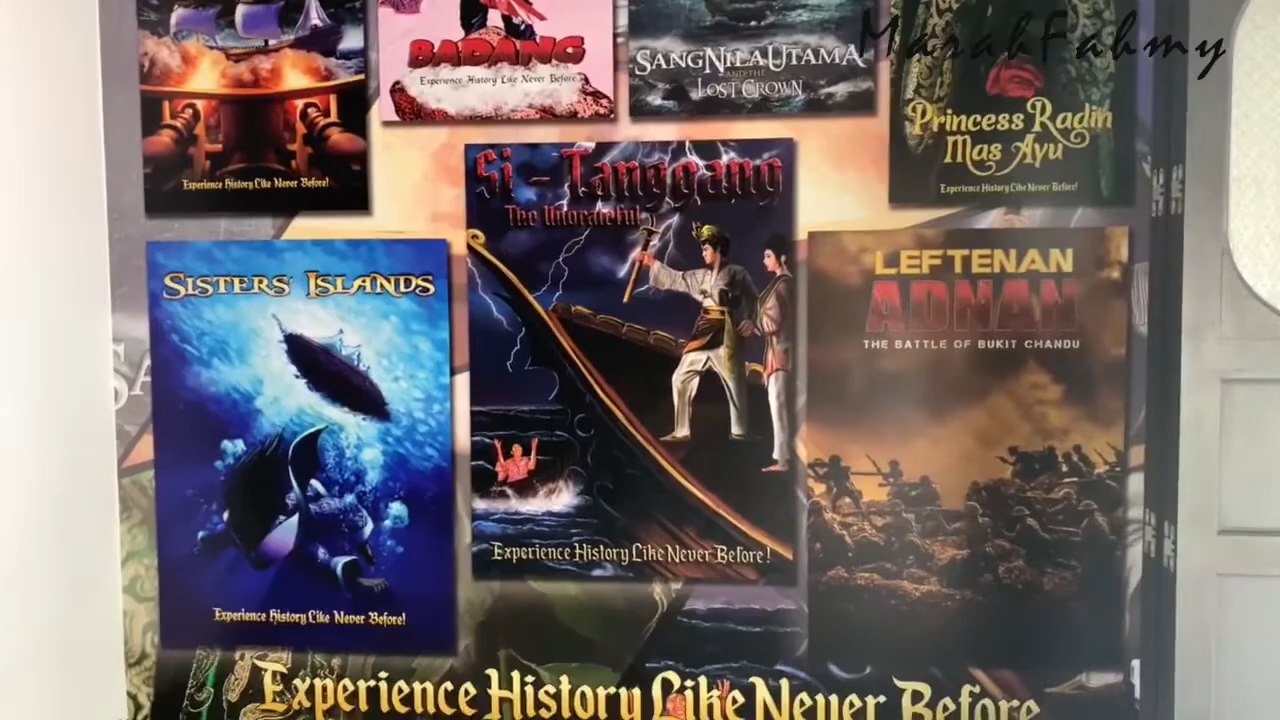 MarahFahmy
BADANG
Experience History Like Never Before
SANG NILA UTAMA
AND THE
LOST CROWN
Princess Radin
Mas Ayu
Experience History Like Never Before!
Experience History Like Never Before!
Si - Tanggang
The Ungrateful
Experience History Like Never Before!
SISTERS' ISLANDS
Experience History Like Never Before!
LEFTENAN
ADNAN
THE BATTLE OF BUKIT CHANDU
Experience History Like Never Before